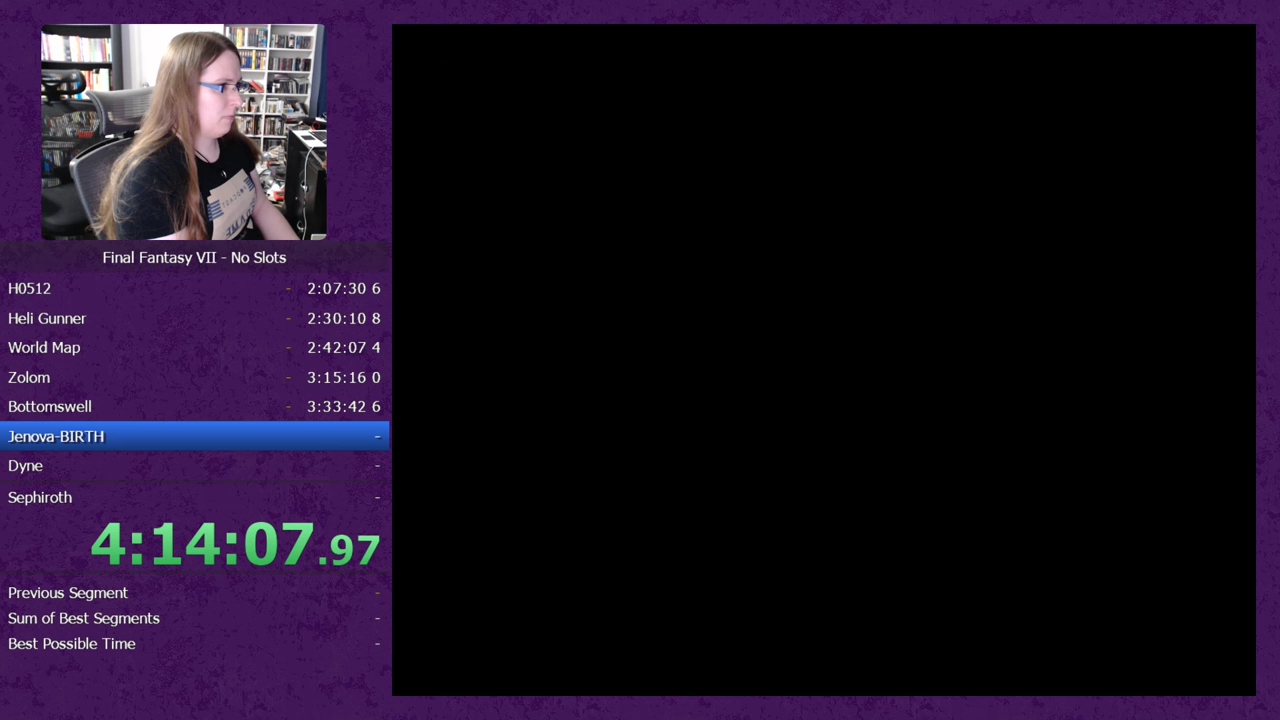 Final Fantasy VII - No Slots
H0512 - 2:07:30 6
Heli Gunner - 2:30:10 8
World Map - 2:42:07 4
Zolom - 3:15:16 0
Bottomswell - 3:33:42 6
Jenova-BIRTH -
Dyne -
Sephiroth -
4:14:07.97
Previous Segment -
Sum of Best Segments -
Best Possible Time -